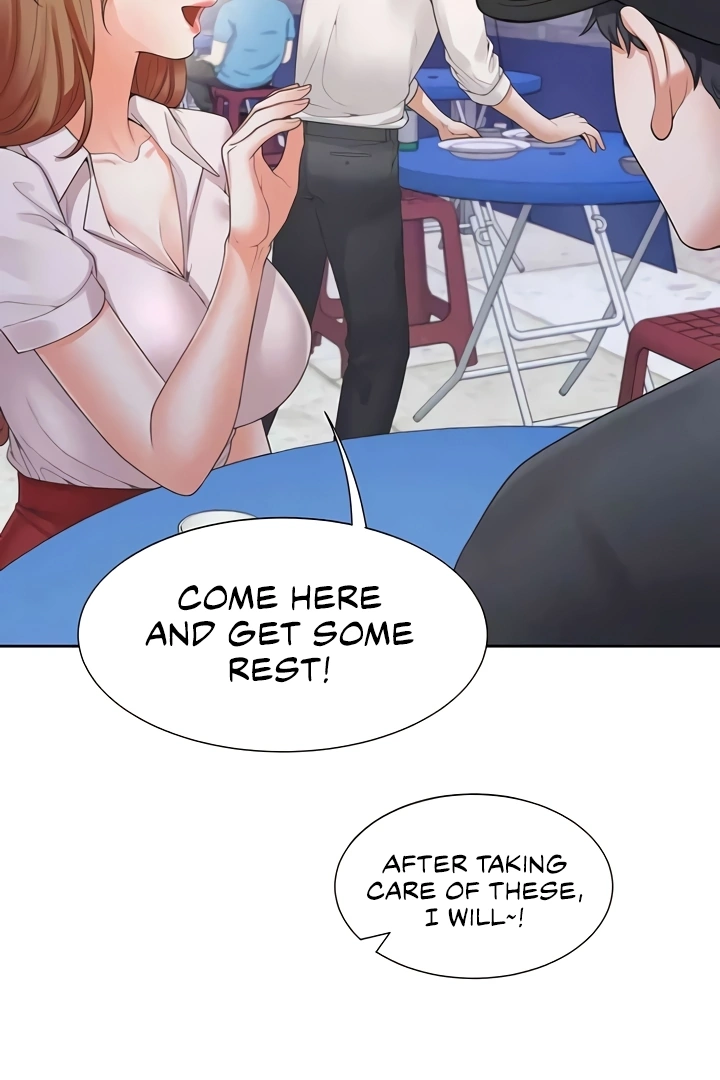 COME HERE
AND GET SOME
REST!
AFTER TAKING
CARE OF THESE,
I WILL~!